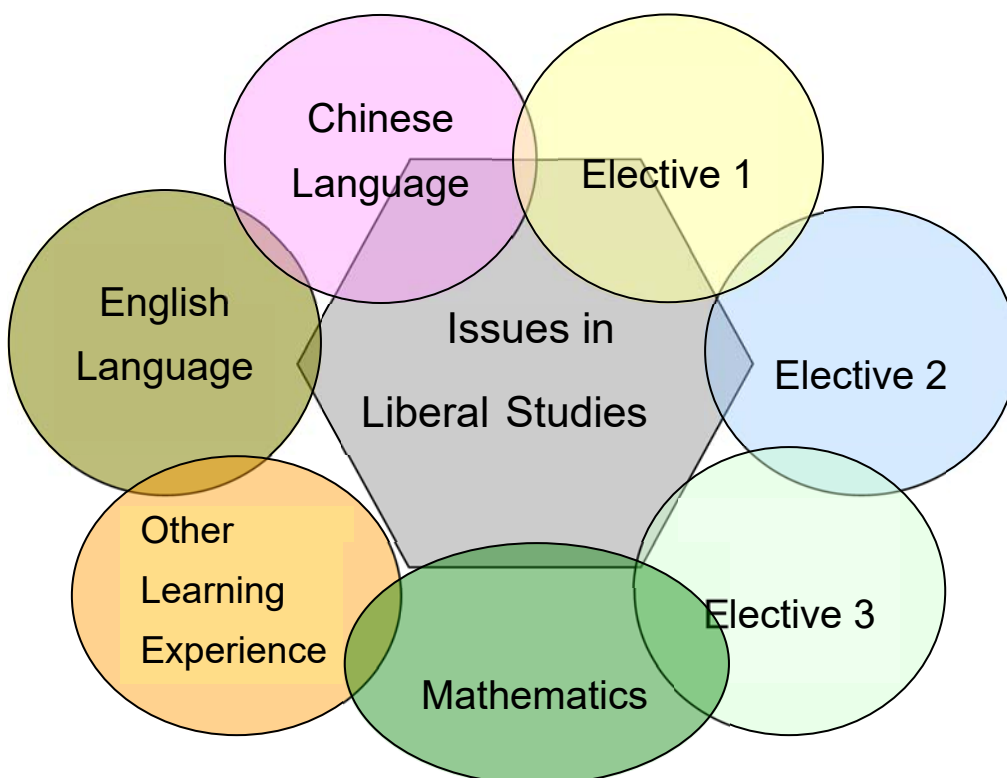 Chinese
Language
Elective 1
English
Language
Issues in
Liberal Studies
Elective 2
Other
Learning
Experience
Elective 3
Mathematics